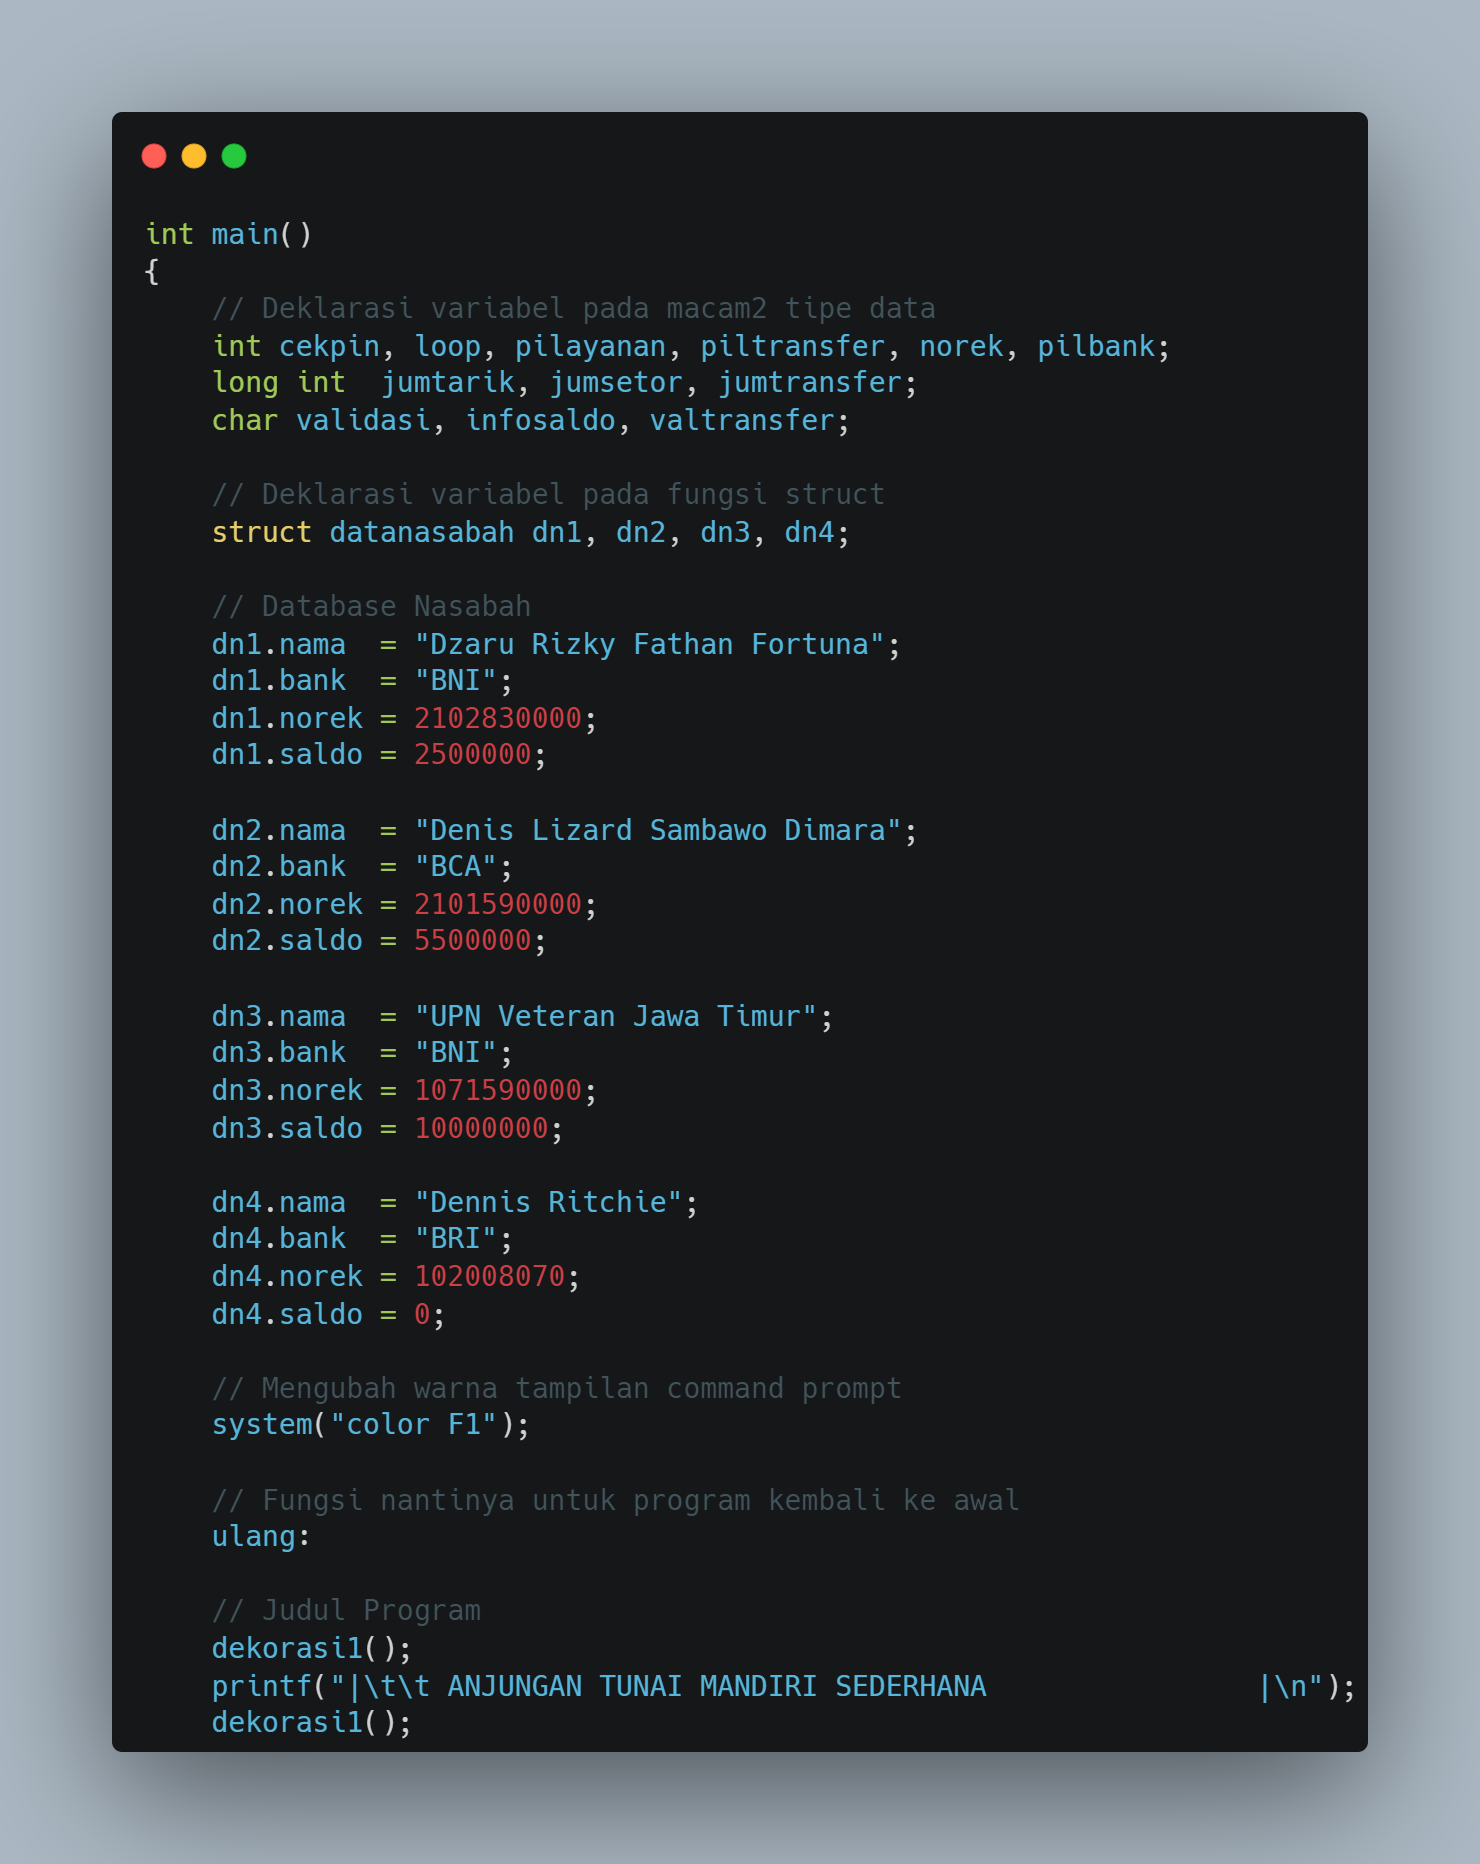 int main()
{
    // Deklarasi variabel pada macam2 tipe data
    int cekpin, loop, pilayanan, piltransfer, norek, pilbank;
    long int  jumtarik, jumsetor, jumtransfer;
    char validasi, infosaldo, valtransfer;

    // Deklarasi variabel pada fungsi struct
    struct datanasabah dn1, dn2, dn3, dn4;

    // Database Nasabah
    dn1.nama  = "Dzaru Rizky Fathan Fortuna";
    dn1.bank  = "BNI";
    dn1.norek = 2102830000;
    dn1.saldo = 2500000;

    dn2.nama  = "Denis Lizard Sambawo Dimara";
    dn2.bank  = "BCA";
    dn2.norek = 2101590000;
    dn2.saldo = 5500000;

    dn3.nama  = "UPN Veteran Jawa Timur";
    dn3.bank  = "BNI";
    dn3.norek = 1071590000;
    dn3.saldo = 10000000;

    dn4.nama  = "Dennis Ritchie";
    dn4.bank  = "BRI";
    dn4.norek = 102008070;
    dn4.saldo = 0;

    // Mengubah warna tampilan command prompt
    system("color F1");

    // Fungsi nantinya untuk program kembali ke awal
    ulang:

    // Judul Program
    dekorasi1();
    printf("|\t\t ANJUNGAN TUNAI MANDIRI SEDERHANA                |\n");
    dekorasi1();